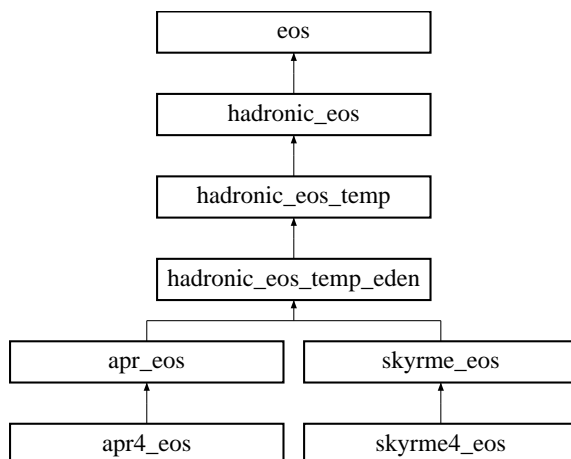 eos
hadronic_eos
hadronic_eos_temp
hadronic_eos_temp_eden
apr_eos
skyrme_eos
apr4_eos
skyrme4_eos